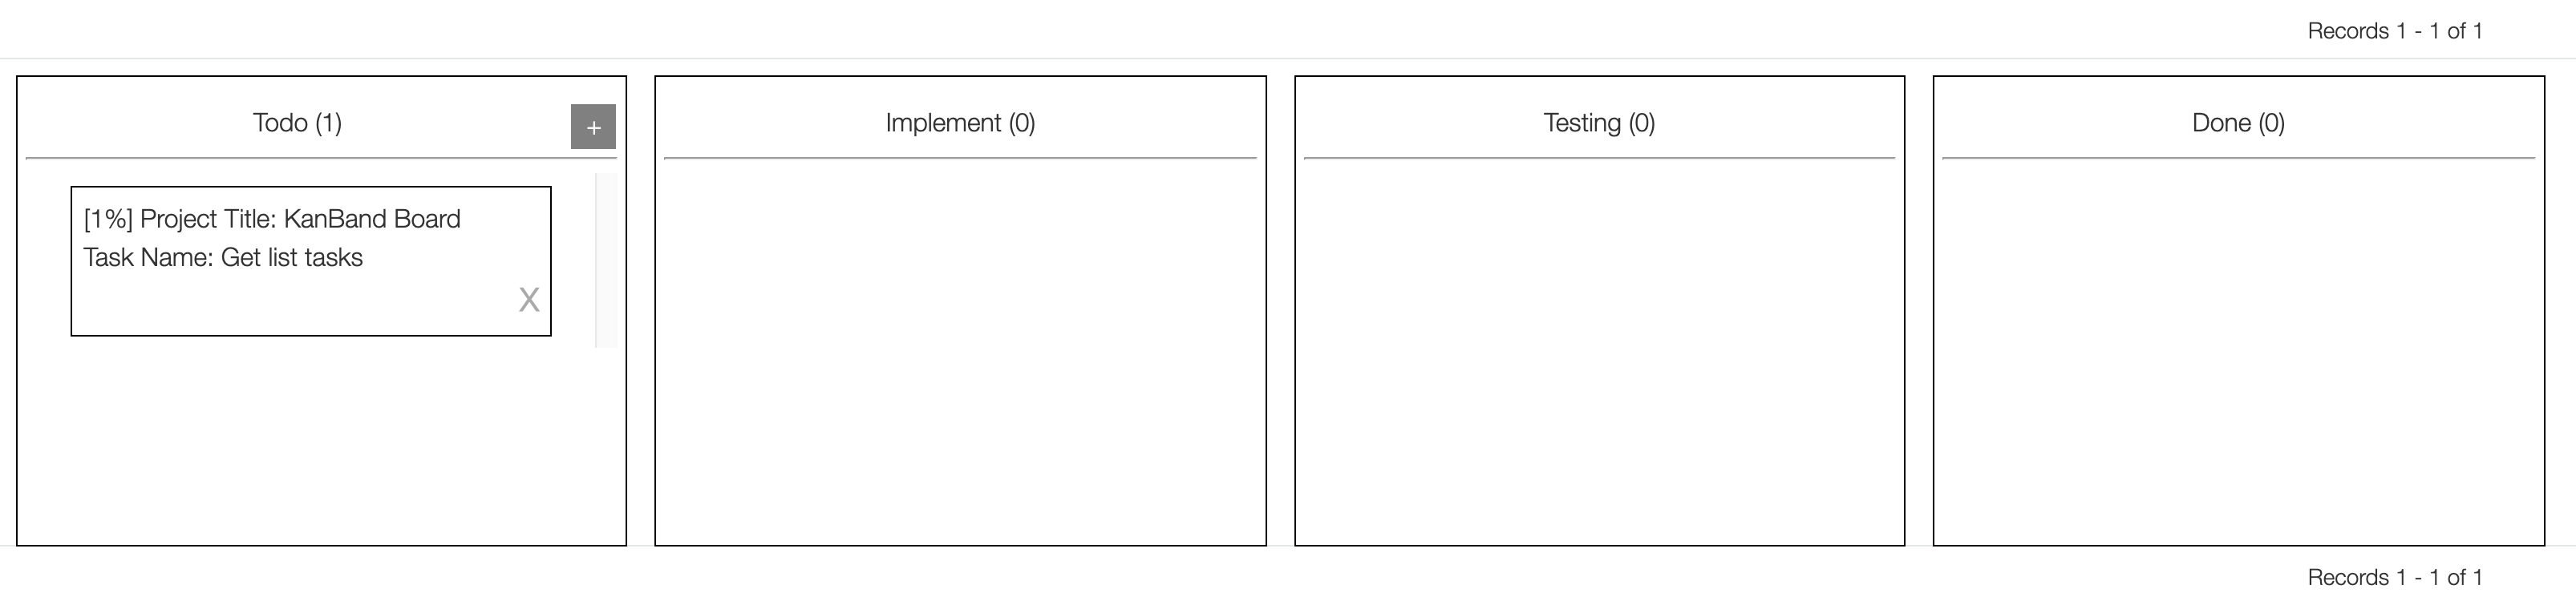 Records 1 - 1 of 1
Todo (1)
+
Implement (0)
Testing (0)
Done (0)
[1%] Project Title: KanBand Board
Task Name: Get list tasks
X
Records 1 - 1 of 1